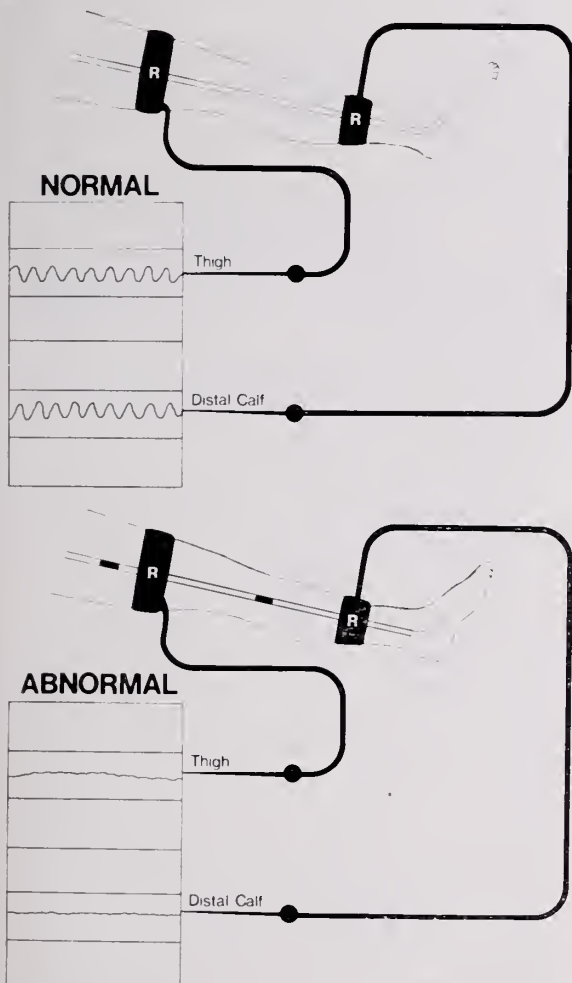 R
R
NORMAL
Thigh
Distal Calf
R
R
ABNORMAL
Thigh
Distal Calf